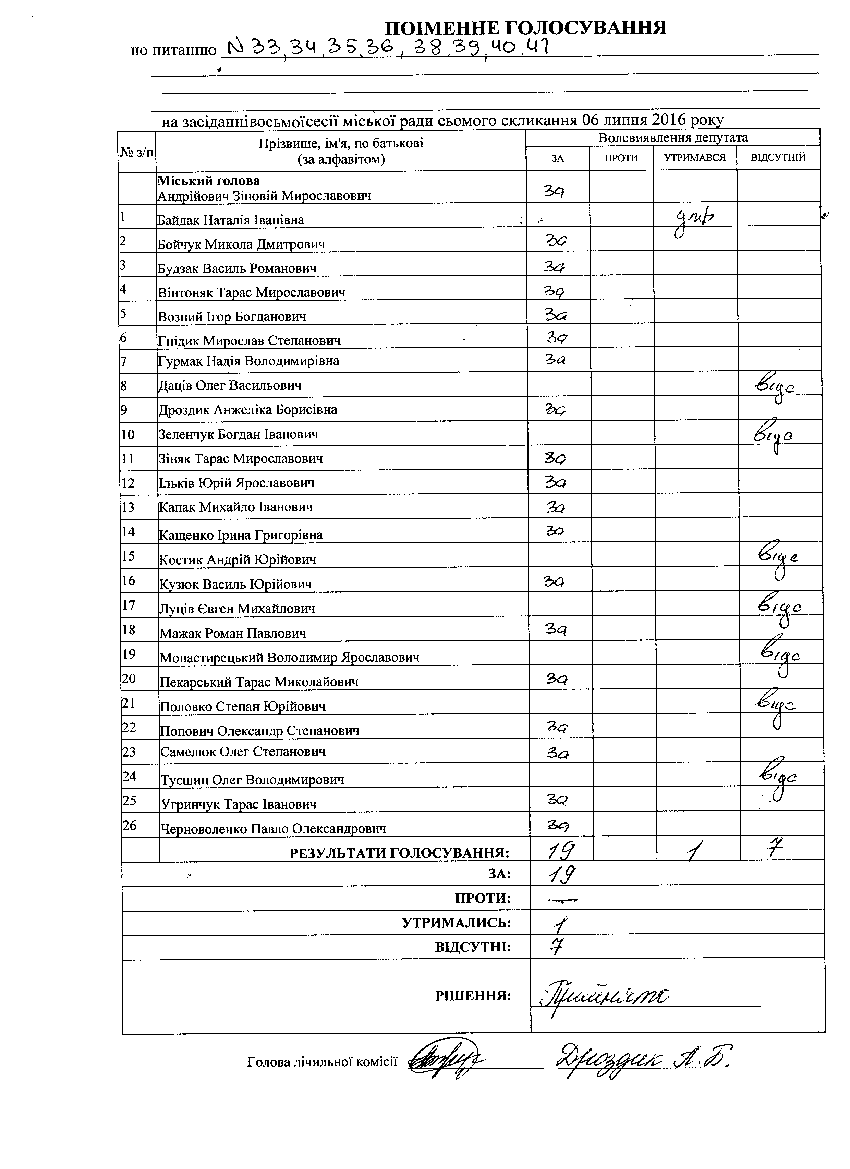 ПОІМЕННЕ ГОЛОСУВАННЯ
по питанню N 33, 34, 35, 36, 38, 39, 40, 41
на засіданнівосьмоїсесії міської ради сьомого скликання 06 липня 2016 року
№ з/п Прізвище, ім'я, по батькові (за алфавітом) Волевиявлення депутата
ЗА ПРОТИ УТРИМАВСЯ ВІДСУТНІЙ
Міський голова
Андрійович Зіновій Мирославович за
1 Байлак Наталія Іванівна утр
2 Бойчук Микола Дмитрович за
3 Будзак Василь Романович за
4 Вінтоняк Тарас Мирославович за
5 Возний Ігор Богданович за
6 Гнідик Мирослав Степанович за
7 Гурмак Надія Володимирівна за
8 Даців Олег Васильович відс
9 Дроздик Анжеліка Борисівна за
10 Зеленчук Богдан Іванович відс
11 Зіняк Тарас Мирославович за
12 Ільків Юрій Ярославович за
13 Капак Михайло Іванович за
14 Кащенко Ірина Григорівна за
15 Костик Андрій Юрійович відс
16 Кузюк Василь Юрійович за
17 Луців Євген Михайлович відс
18 Мажак Роман Павлович за
19 Монастирецький Володимир Ярославович відс
20 Пекарський Тарас Миколайович за
21 Половко Степан Юрійович відс
22 Попович Олександр Степанович за
23 Самелюк Олег Степанович за
24 Олег Володимирович відс
25 Угринчук Тарас Іванович за
26 Черноволенко Павло Олександрович за
РЕЗУЛЬТАТИ ГОЛОСУВАННЯ: 19 1 7
ЗА: 19
ПРОТИ: —
УТРИМАЛИСЬ: 1
ВІДСУТНІ: 7
РІШЕННЯ: Прийнято
Голова лічильної комісії Дроздик А. Б.